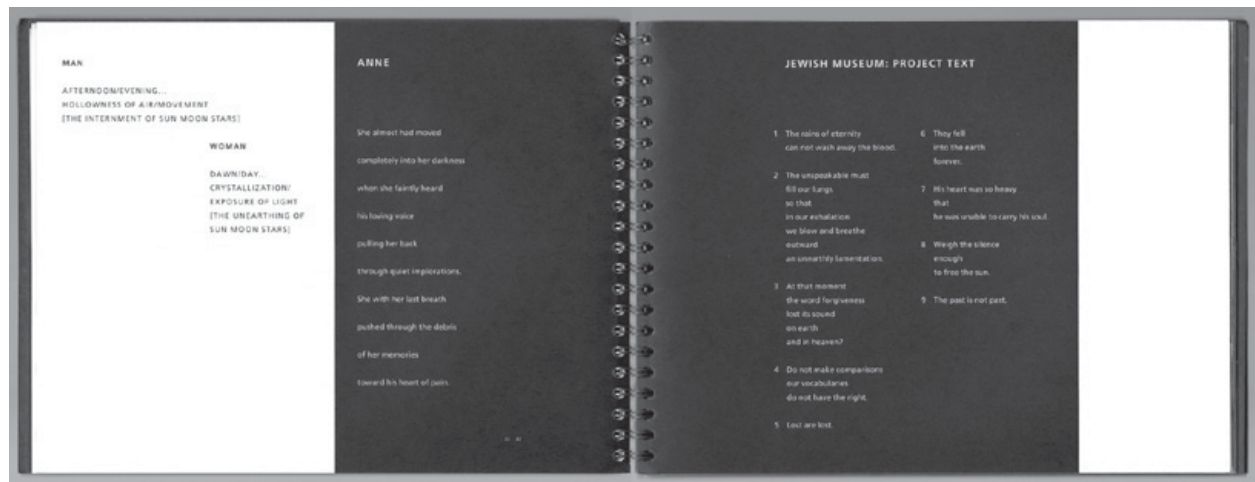 MAN
AFTERNOON/EVENING...
HOLLOWNESS OF AIR/MOVEMENT
[THE INTERNMENT OF SUN MOON STARS]
WOMAN
DAWN/DAY...
CRYSTALLIZATION/
EXPOSURE OF LIGHT
[THE UNEARTHING OF
SUN MOON STARS]
ANNE
She almost had moved
completely into her darkness
when she faintly heard
his loving voice
pulling her back
through quiet implorations.
She with her last breath
pushed through the debris
of her memories
toward his heart of pain.
JEWISH MUSEUM: PROJECT TEXT
1 The rains of eternity
can not wash away the blood.
2 The unspeakable must
fill our lungs
so that
in our exhalation
we blow and breathe
outward
an unearthly lamentation.
3 At that moment
the word forgiveness
lost its sound
on earth
and in heaven?
4 Do not make comparisons
our vocabularies
do not have the right.
5 Lost are lost.
6 They fell
into the earth
forever.
7 His heart was so heavy
that
he was unable to carry his soul.
8 Weigh the silence
enough
to free the sun.
9 The past is not past.